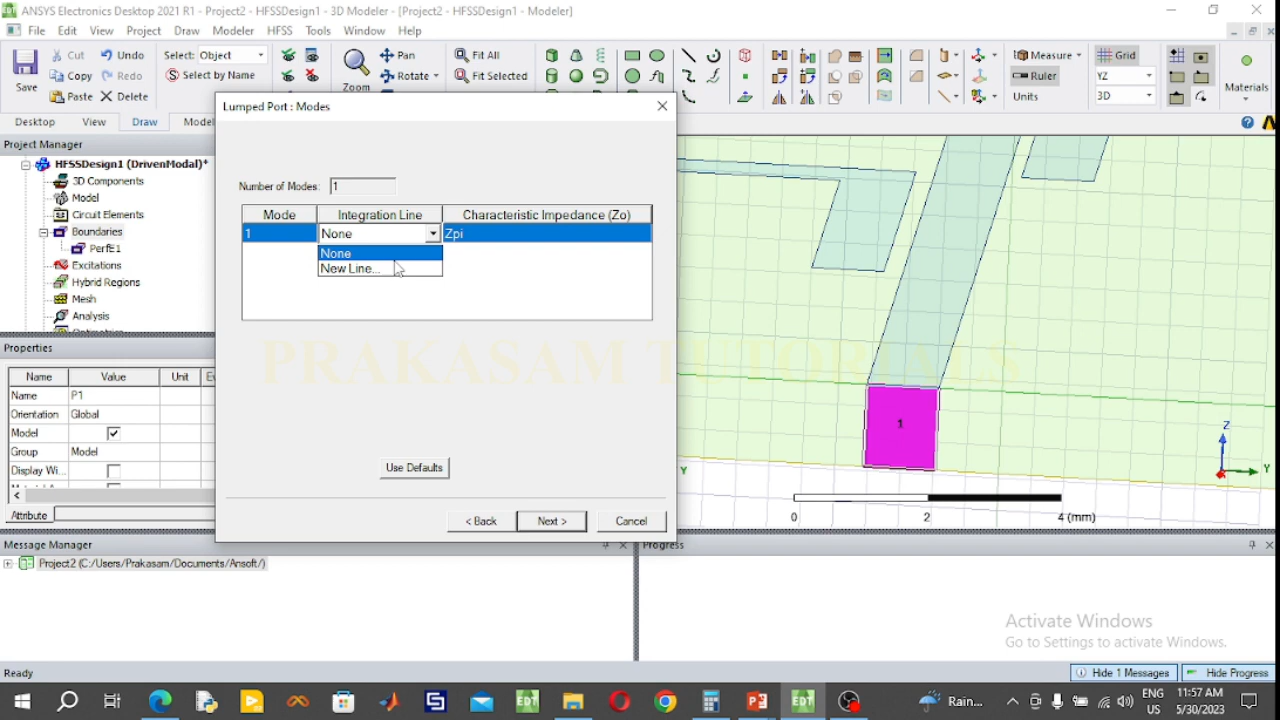 ANSYS Electronics Desktop 2021 R1 - Project2 - HFSSDesign1 - 3D Modeler - [Project2 - HFSSDesign1 - Modeler]
File Edit View Project Draw Modeler HFSS Tools Window Help
Save
Cut
Copy
Paste
Undo
Redo
Delete
Select: Object
Select by Name
Zoom
Pan
Rotate
Fit All
Fit Selected
Measure
Ruler
Units
Grid
YZ
3D
Materials
Desktop View Draw Model
Project Manager
HFSSDesign1 (DrivenModal)*
3D Components
Model
Circuit Elements
Boundaries
PerfE1
Excitations
Hybrid Regions
Mesh
Analysis
Properties
Name Value Unit Ev
Name P1
Orientation Global
Model
Group Model
Display Wi...
Attribute
Lumped Port : Modes
Number of Modes: 1
Mode Integration Line Characteristic Impedance (Zo)
1 None Zpi
None
New Line...
Use Defaults
< Back Next > Cancel
PRAKASAM TUTORIALS
1
Z
Y
Y
0 2 4 (mm)
Message Manager
Project2 (C:/Users/Prakasam/Documents/Ansoft/)
Progress
Activate Windows
Go to Settings to activate Windows.
Ready
Hide 1 Messages Hide Progress
Rain...
ENG
US
11:57 AM
5/30/2023